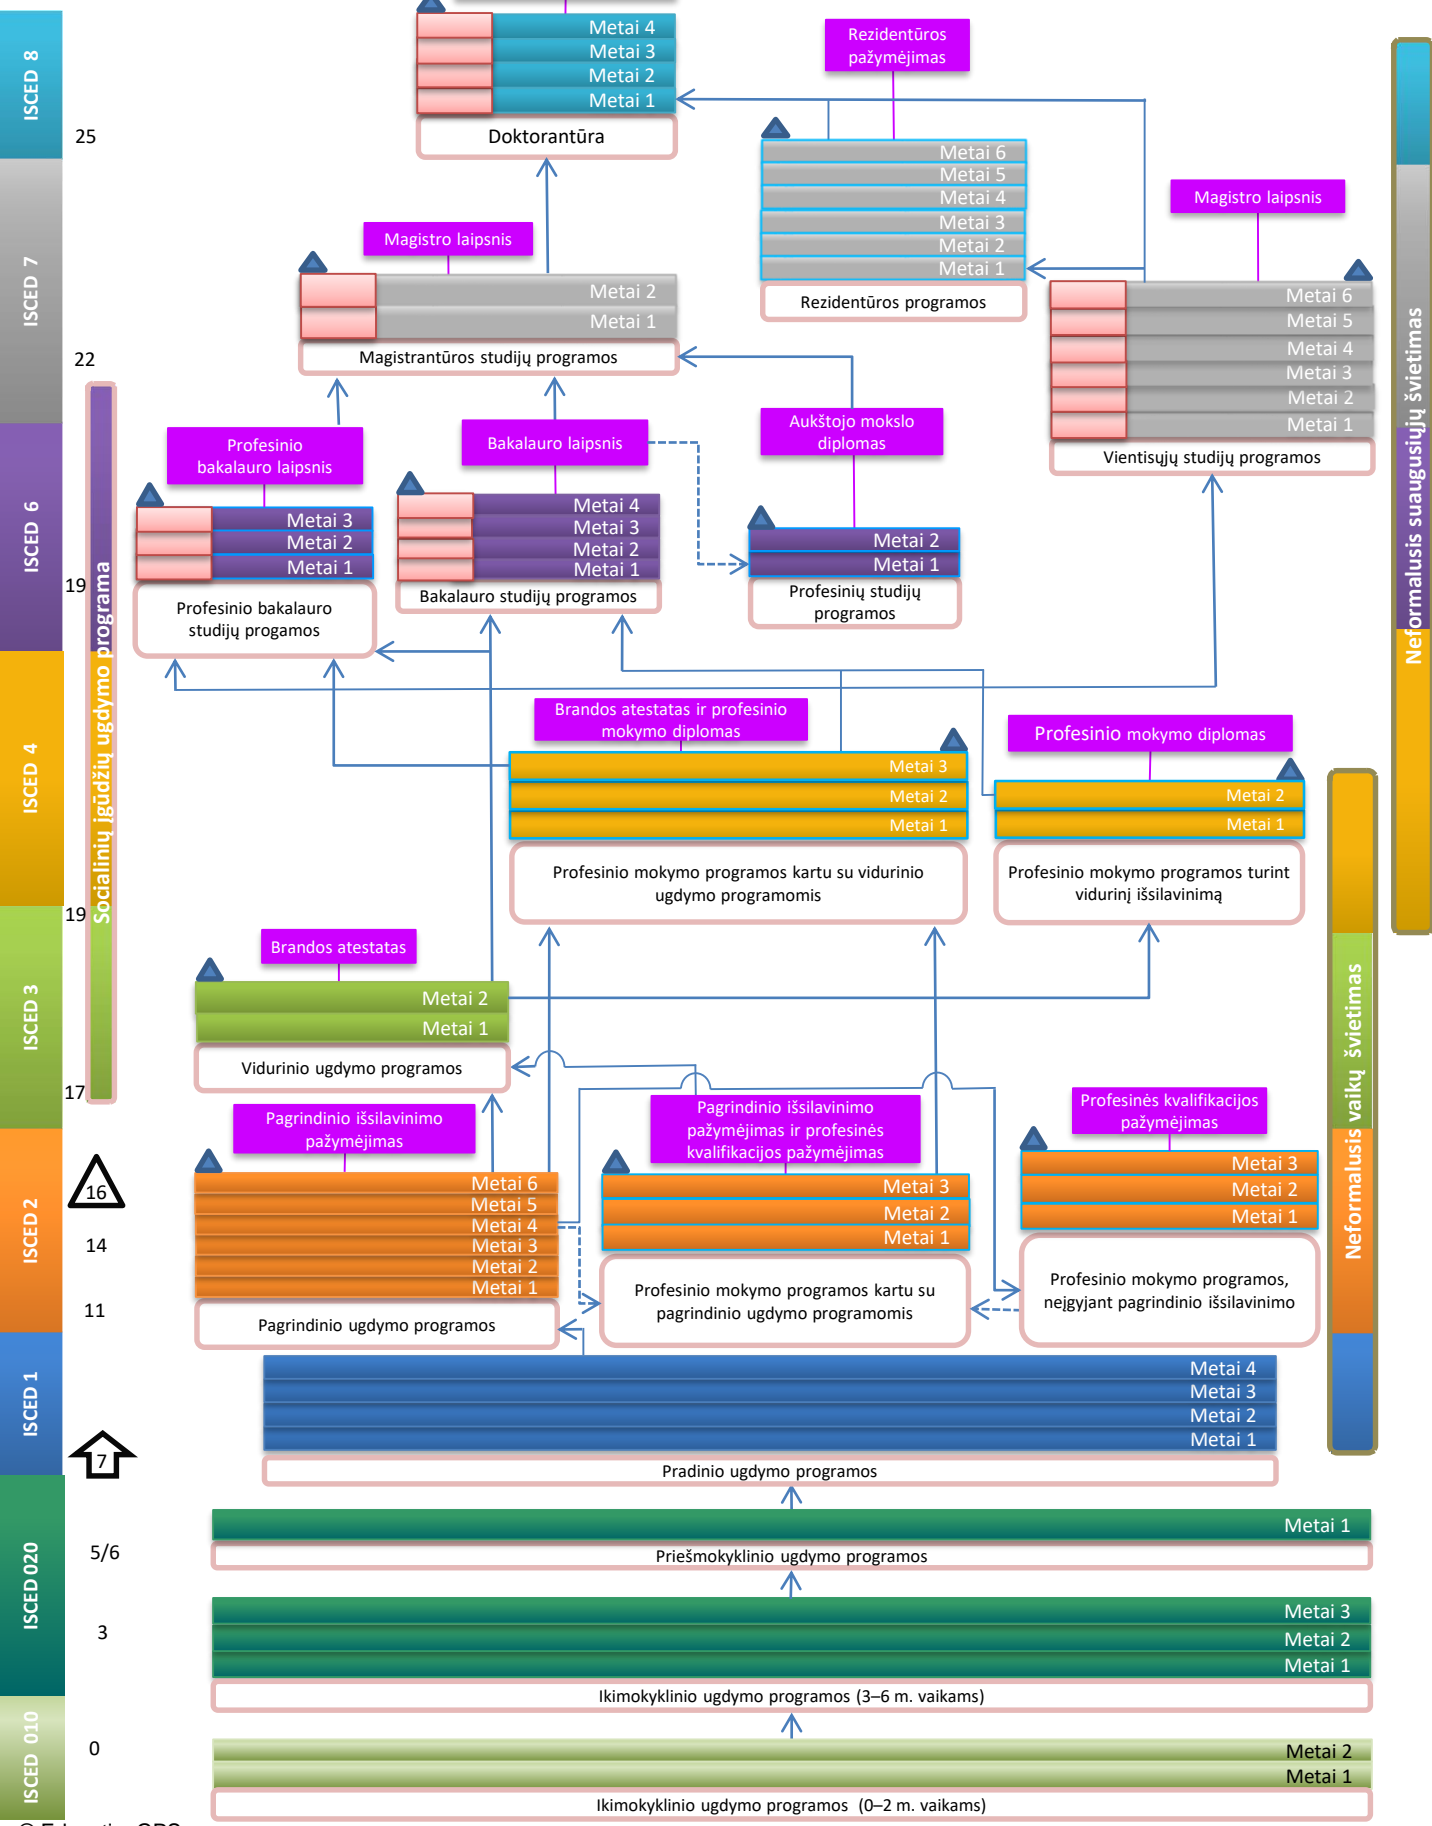 Metai 4
Metai 3
Metai 2
Metai 1
Doktorantūra
Rezidentūros
pažymėjimas
Metai 6
Metai 5
Metai 4
Metai 3
Metai 2
Metai 1
Rezidentūros programos
Magistro laipsnis
Metai 6
Metai 5
Metai 4
Metai 3
Metai 2
Metai 1
Vientisųjų studijų programos
Magistro laipsnis
Metai 2
Metai 1
Magistrantūros studijų programos
Profesinio
bakalauro laipsnis
Metai 3
Metai 2
Metai 1
Profesinio bakalauro
studijų progamos
Bakalauro laipsnis
Metai 4
Metai 3
Metai 2
Metai 1
Bakalauro studijų programos
Aukštojo mokslo
diplomas
Metai 2
Metai 1
Profesinių studijų
programos
Brandos atestatas ir profesinio
mokymo diplomas
Metai 3
Metai 2
Metai 1
Profesinio mokymo programos kartu su vidurinio
ugdymo programomis
Profesinio mokymo diplomas
Metai 2
Metai 1
Profesinio mokymo programos turint
vidurinį išsilavinimą
Brandos atestatas
Metai 2
Metai 1
Vidurinio ugdymo programos
Pagrindinio išsilavinimo
pažymėjimas
Metai 6
Metai 5
Metai 4
Metai 3
Metai 2
Metai 1
Pagrindinio ugdymo programos
Pagrindinio išsilavinimo
pažymėjimas ir profesinės
kvalifikacijos pažymėjimas
Metai 3
Metai 2
Metai 1
Profesinio mokymo programos kartu su
pagrindinio ugdymo programomis
Profesinės kvalifikacijos
pažymėjimas
Metai 3
Metai 2
Metai 1
Profesinio mokymo programos,
neįgyjant pagrindinio išsilavinimo
Metai 4
Metai 3
Metai 2
Metai 1
Pradinio ugdymo programos
Metai 1
Priešmokyklinio ugdymo programos
Metai 3
Metai 2
Metai 1
Ikimokyklinio ugdymo programos (3–6 m. vaikams)
Metai 2
Metai 1
Ikimokyklinio ugdymo programos (0–2 m. vaikams)
ISCED 8
ISCED 7
ISCED 6
ISCED 4
ISCED 3
ISCED 2
ISCED 1
ISCED 020
ISCED 010
25
22
19
19
17
16
14
11
7
5/6
3
0
Socialinių įgūdžių ugdymo programa
Neformalusis suaugusiųjų švietimas
Neformalusis vaikų švietimas